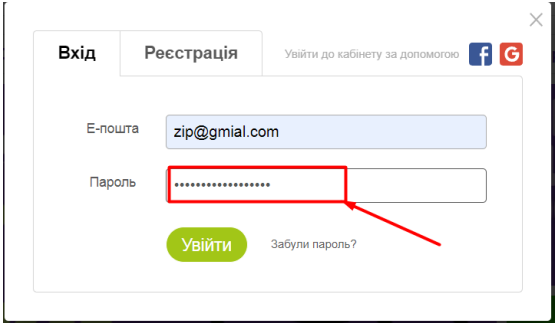 Вхід
Реєстрація
Увійти до кабінету за допомогою
Е-пошта
zip@gmial.com
Пароль
•••••••••••••••••
Увійти
Забули пароль?